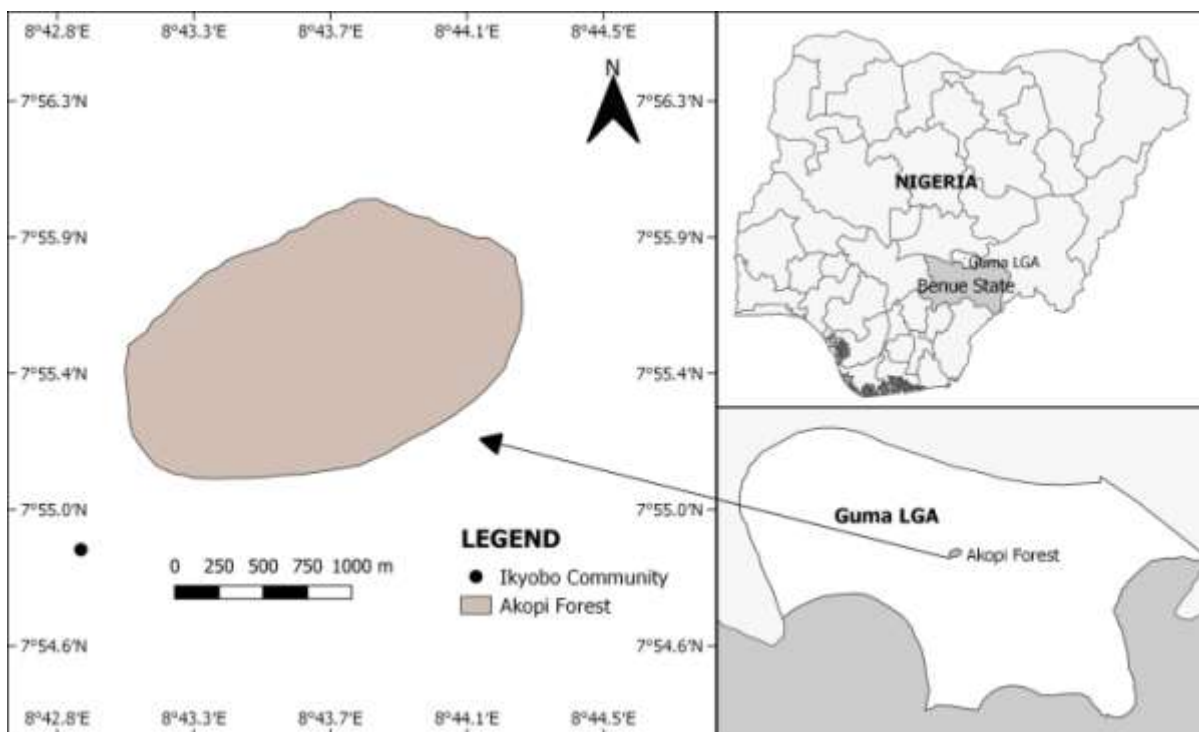 8°42.8'E 8°43.3'E 8°43.7'E 8°44.1'E 8°44.5'E
N
7°56.3'N 7°56.3'N
7°55.9'N 7°55.9'N
7°55.4'N 7°55.4'N
7°55.0'N 7°55.0'N
LEGEND
0 250 500 750 1000 m
Ikyobo Community
Akopi Forest
7°54.6'N 7°54.6'N
8°42.8'E 8°43.3'E 8°43.7'E 8°44.1'E 8°44.5'E
NIGERIA
Guma LGA
Benue State
Guma LGA
Akopi Forest